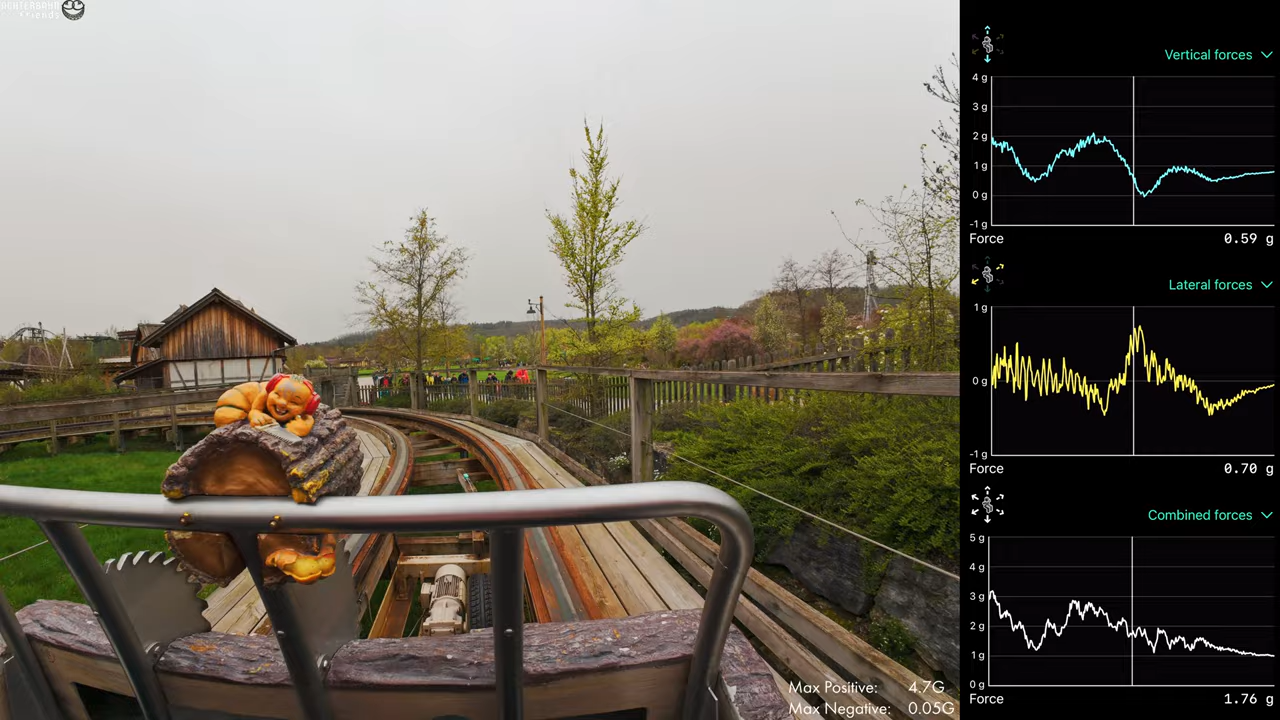 OCHTERBAHN
friends
Vertical forces
4 g
3 g
2 g
1 g
0 g
-1 g
Force 0.59 g
Lateral forces
1 g
0 g
-1 g
Force 0.70 g
Combined forces
5 g
4 g
3 g
2 g
1 g
0 g
Force 1.76 g
Max Positive: 4.7G
Max Negative: 0.05G